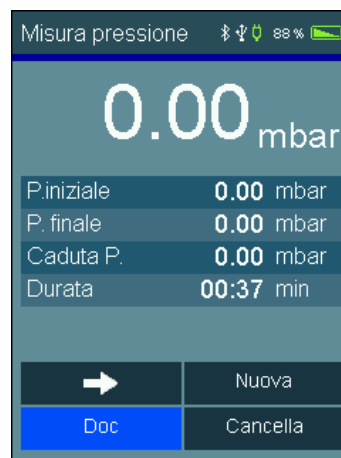 Misura pressione 88 %
0.00 mbar
P.iniziale 0.00 mbar
P. finale 0.00 mbar
Caduta P. 0.00 mbar
Durata 00:37 min
Nuova
Doc Cancella